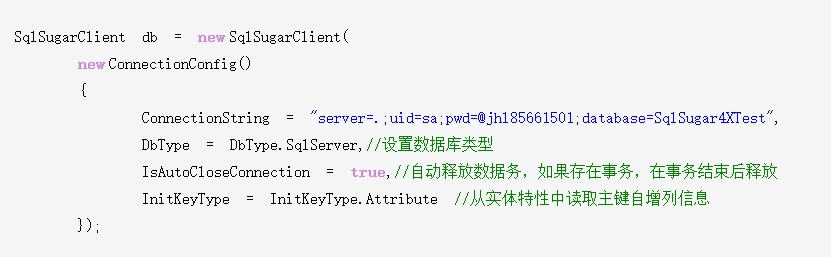 SqlSugarClient db = new SqlSugarClient(
new ConnectionConfig()
{
ConnectionString = "server=.;uid=sa;pwd=@jhl85661501;database=SqlSugar4XTest",
DbType = DbType.SqlServer,//设置数据库类型
IsAutoCloseConnection = true,//自动释放数据务，如果存在事务，在事务结束后释放
InitKeyType = InitKeyType.Attribute //从实体特性中读取主键自增列信息
});